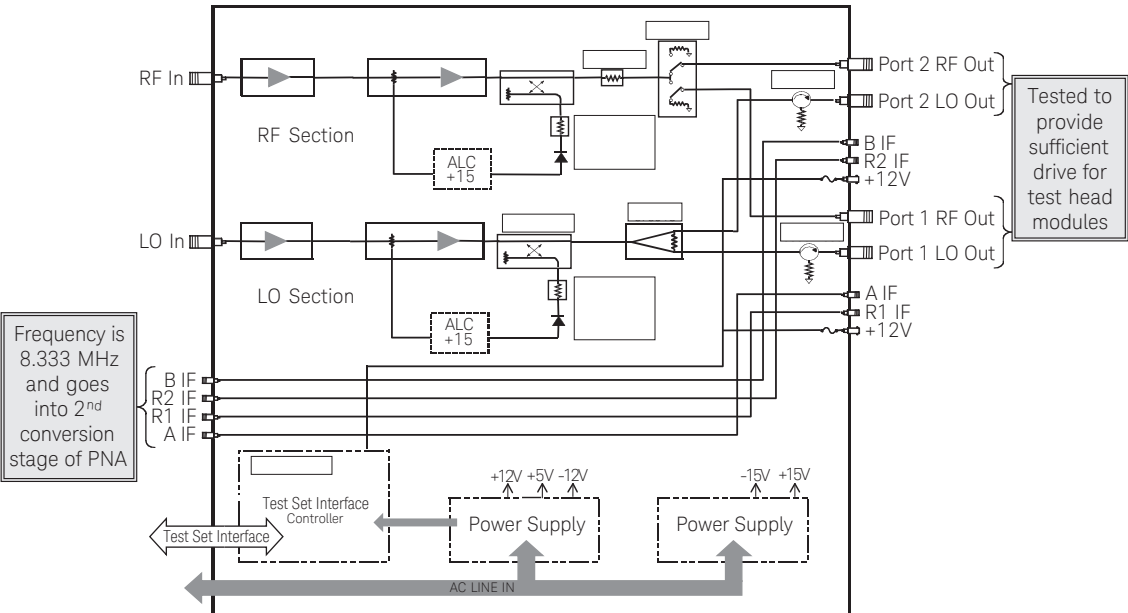 RF In
RF Section
ALC
+15
Port 2 RF Out
Port 2 LO Out
B IF
R2 IF
+12V
Tested to
provide
sufficient
drive for
test head
modules
LO In
LO Section
ALC
+15
Port 1 RF Out
Port 1 LO Out
A IF
R1 IF
+12V
Frequency is
8.333 MHz
and goes
into 2nd
conversion
stage of PNA
B IF
R2 IF
R1 IF
A IF
Test Set Interface
Controller
Test Set Interface
+12V +5V -12V
Power Supply
-15V +15V
Power Supply
AC LINE IN